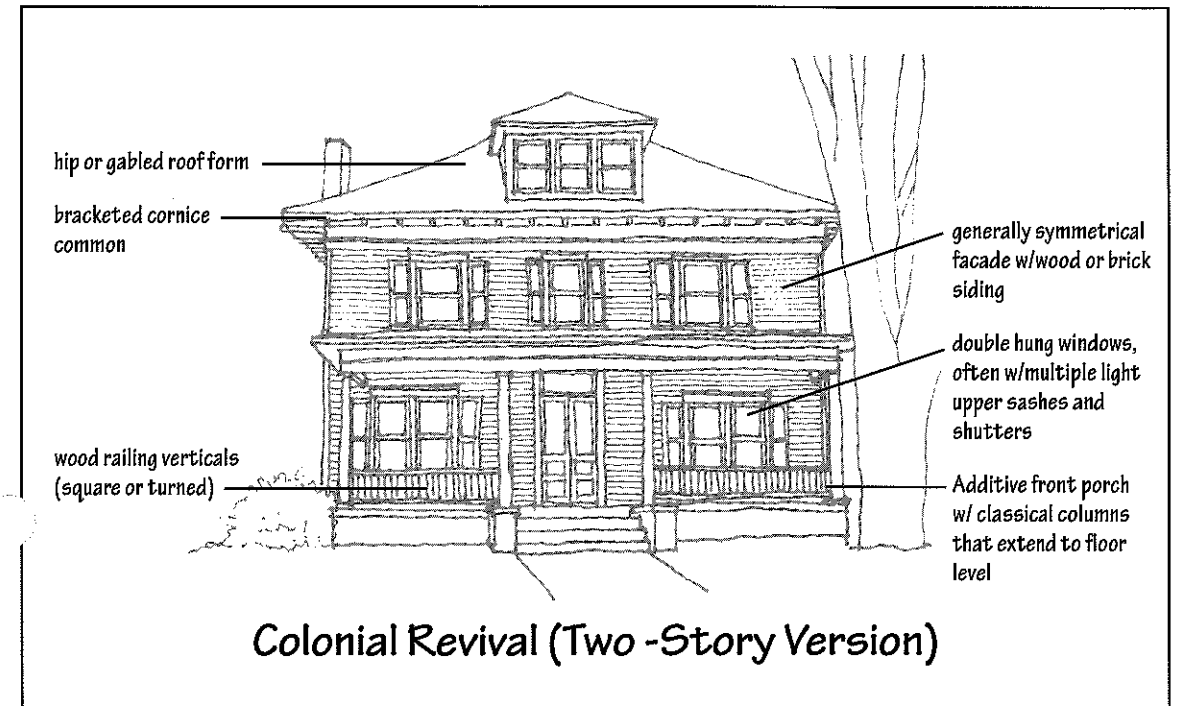 hip or gabled roof form
bracketed cornice
common
wood railing verticals
(square or turned)
generally symmetrical
facade w/wood or brick
siding
double hung windows,
often w/multiple light
upper sashes and
shutters
Additive front porch
w/ classical columns
that extend to floor
level
Colonial Revival (Two -Story Version)